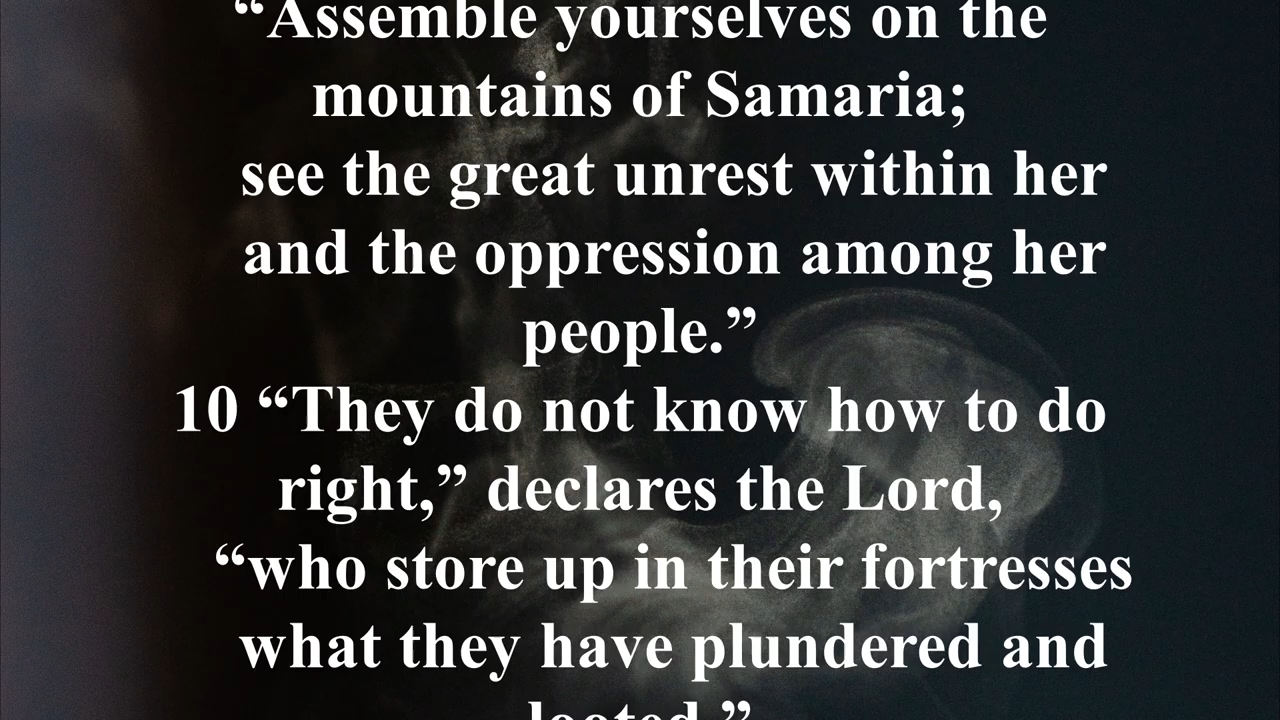 “Assemble yourselves on the
mountains of Samaria;
see the great unrest within her
and the oppression among her
people.”
10 “They do not know how to do
right,” declares the Lord,
“who store up in their fortresses
what they have plundered and
looted.”